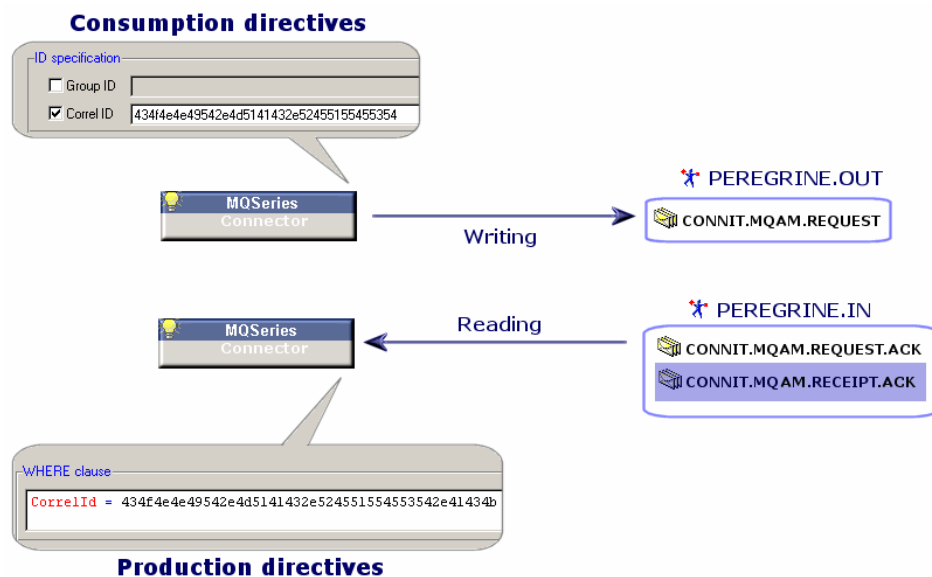 Consumption directives
ID specification
Group ID
Correl ID 434f4e4e49542e4d5141432e52455155455354
MQSeries
Connector
Writing
PEREGRINE.OUT
CONNIT.MQAM.REQUEST
MQSeries
Connector
Reading
PEREGRINE.IN
CONNIT.MQAM.REQUEST.ACK
CONNIT.MQAM.RECEIPT.ACK
WHERE clause
CorrelId = 434f4e4e49542e4d5141432e524551554553542e41434b
Production directives